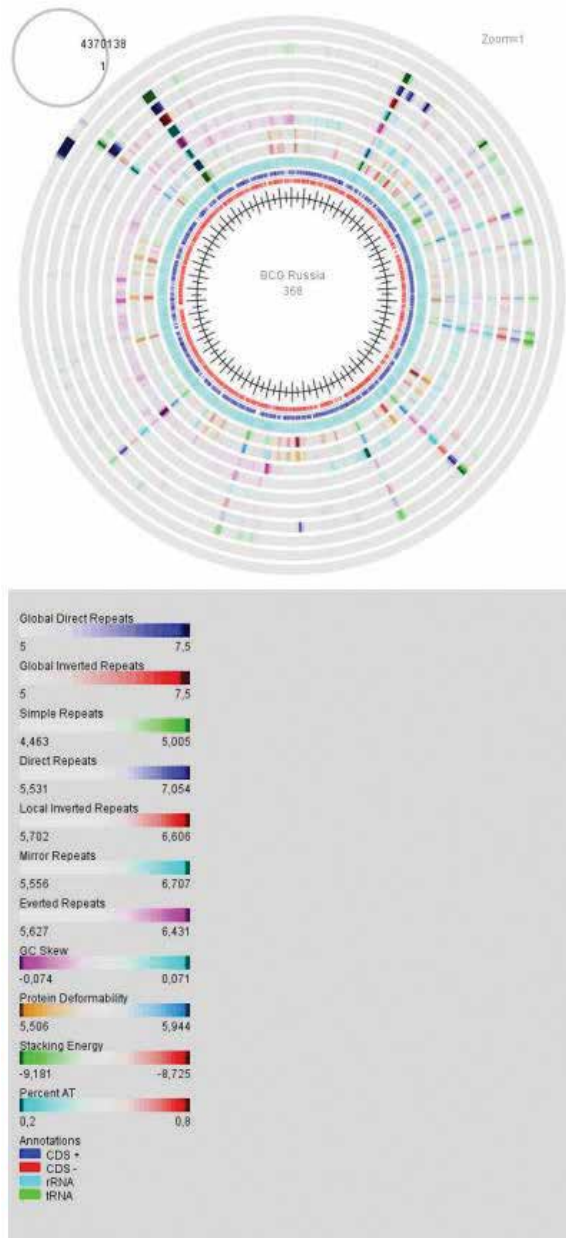 4370138
1
Zoom=1
BCG Russia
368
Global Direct Repeats
5 7,5
Global Inverted Repeats
5 7,5
Simple Repeats
4,463 5,005
Direct Repeats
5,531 7,054
Local Inverted Repeats
5,702 6,606
Mirror Repeats
5,556 6,707
Everted Repeats
5,627 6,431
GC Skew
-0,074 0,071
Protein Deformability
5,506 5,944
Stacking Energy
-9,181 -8,725
Percent AT
0,2 0,8
Annotations
CDS +
CDS -
rRNA
tRNA